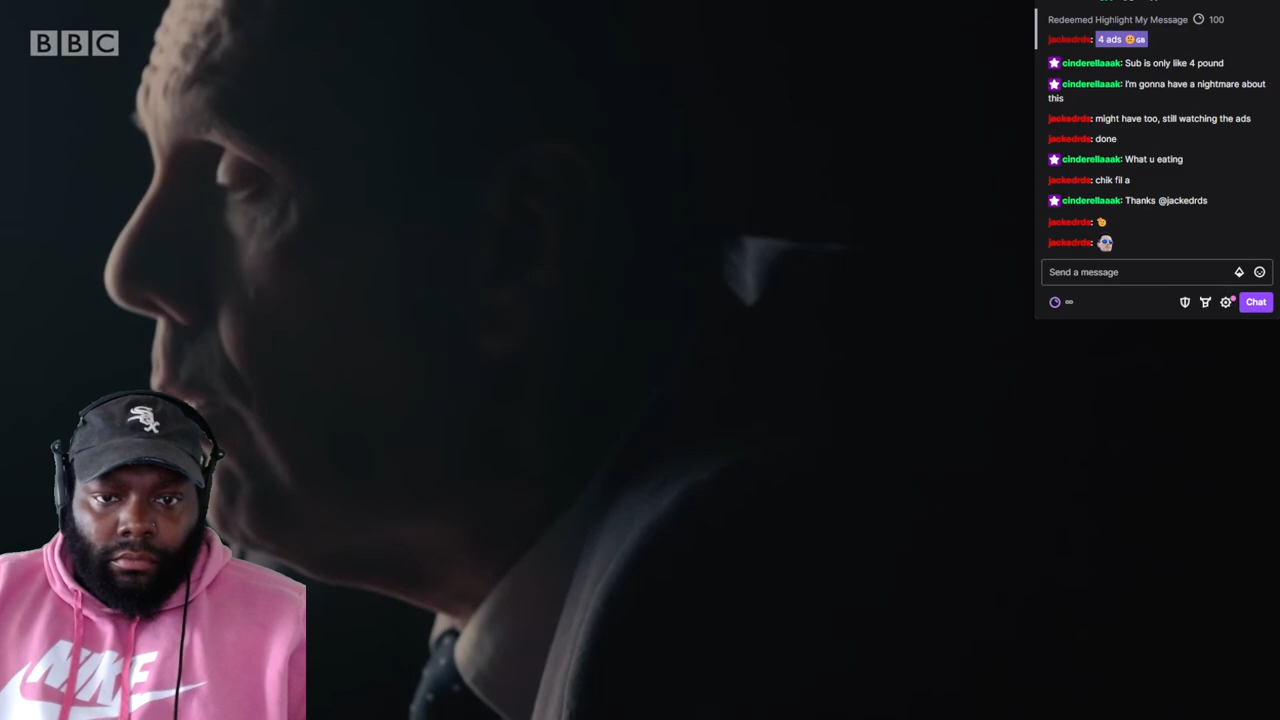 BBC
Redeemed Highlight My Message 100
jackedrds: 4 ads GB
cinderellaaak: Sub is only like 4 pound
cinderellaaak: I'm gonna have a nightmare about
this
jackedrds: might have too, still watching the ads
jackedrds: done
cinderellaaak: What u eating
jackedrds: chik fil a
cinderellaaak: Thanks @jackedrds
jackedrds:
jackedrds:
Send a message
∞
Chat
Sox
NIKE